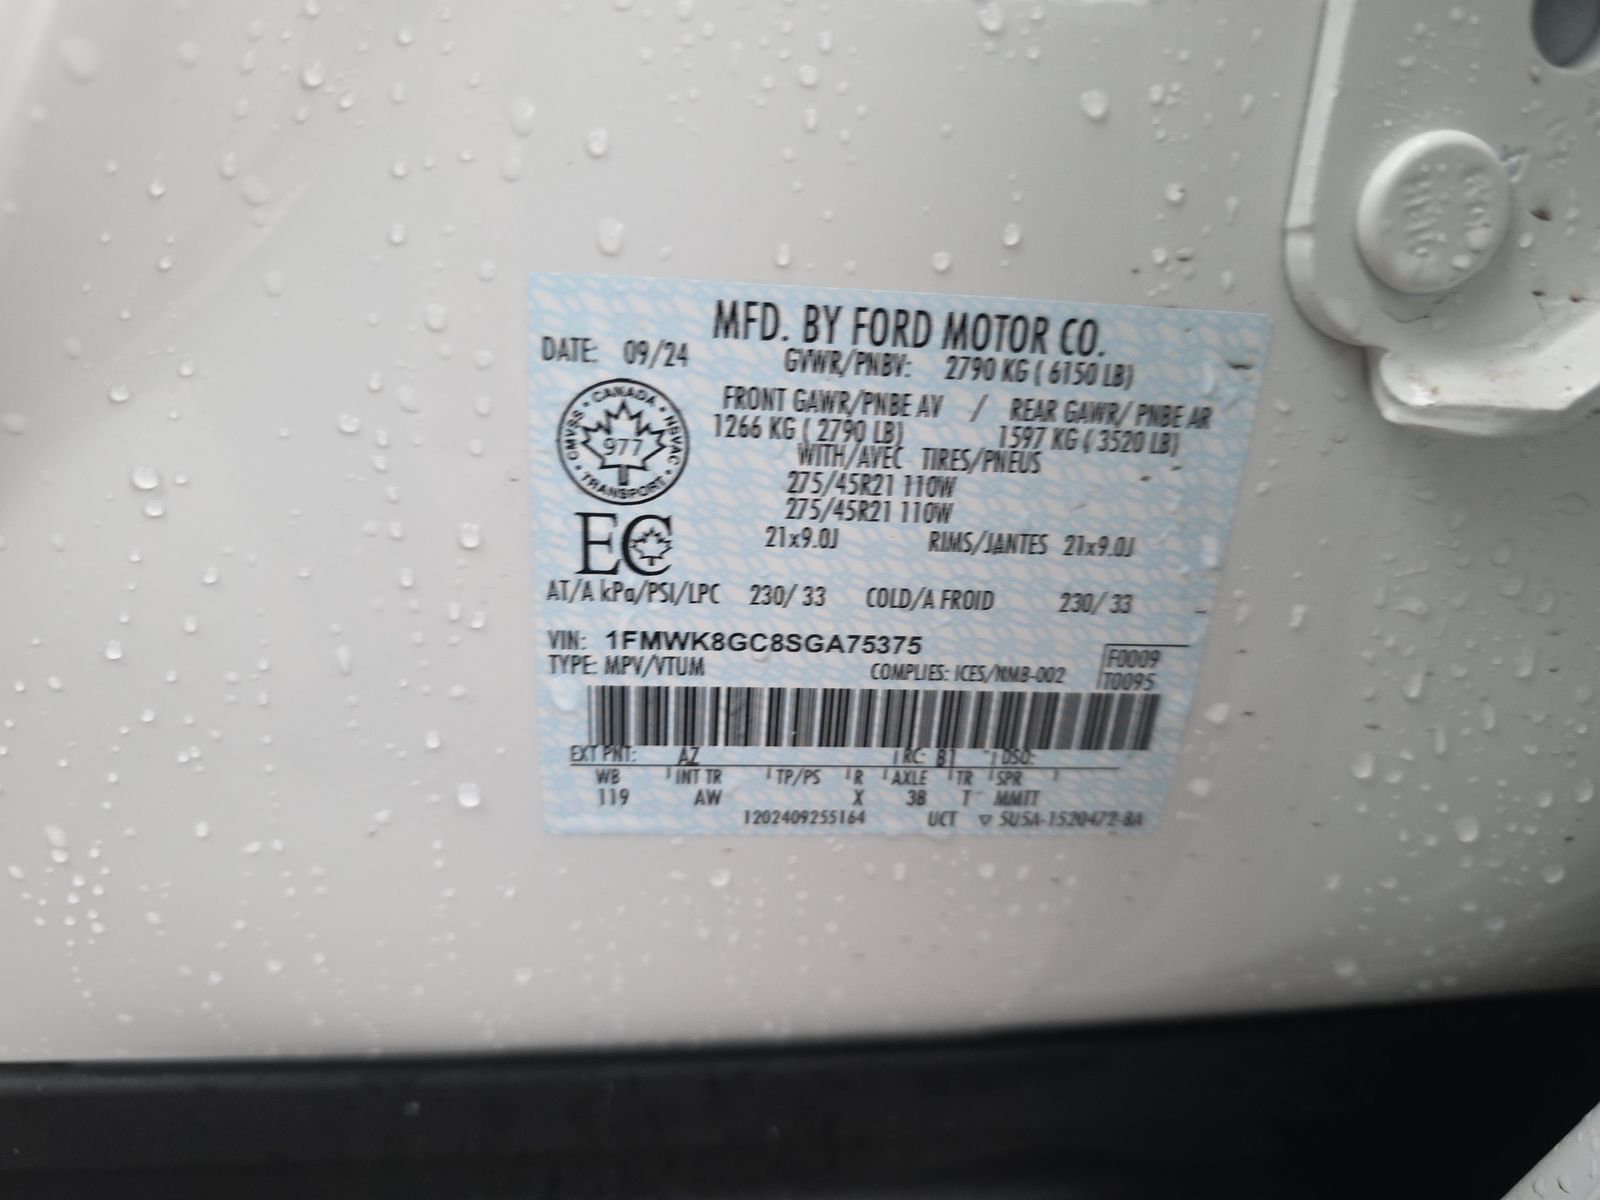 MFD. BY FORD MOTOR CO.
DATE: 09/24 GVWR/PNBV: 2790 KG ( 6150 LB)
FRONT GAWR/PNBE AV / REAR GAWR/ PNBE AR
1266 KG ( 2790 LB) 1597 KG ( 3520 LB)
WITH/AVEC TIRES/PNEUS
275/45R21 110W
275/45R21 110W
21x9.0J RIMS/JANTES 21x9.0J
CANADA
CMVSS 977 NSVAC
TRANSPORT
EC
AT/A kPa/PSI/LPC 230/ 33 COLD/A FROID 230/ 33
VIN: 1FMWK8GC8SGA75375
TYPE: MPV/VTUM COMPLIES: ICES/NMB-002
F0009
T0095
EXT PNT: AZ RC: B1 DSO:
WB INT TR TP/PS R AXLE TR SPR
119 AW X 3B T MMTT
1202409255164 UCT ▽ 5U5A-1520472-BA